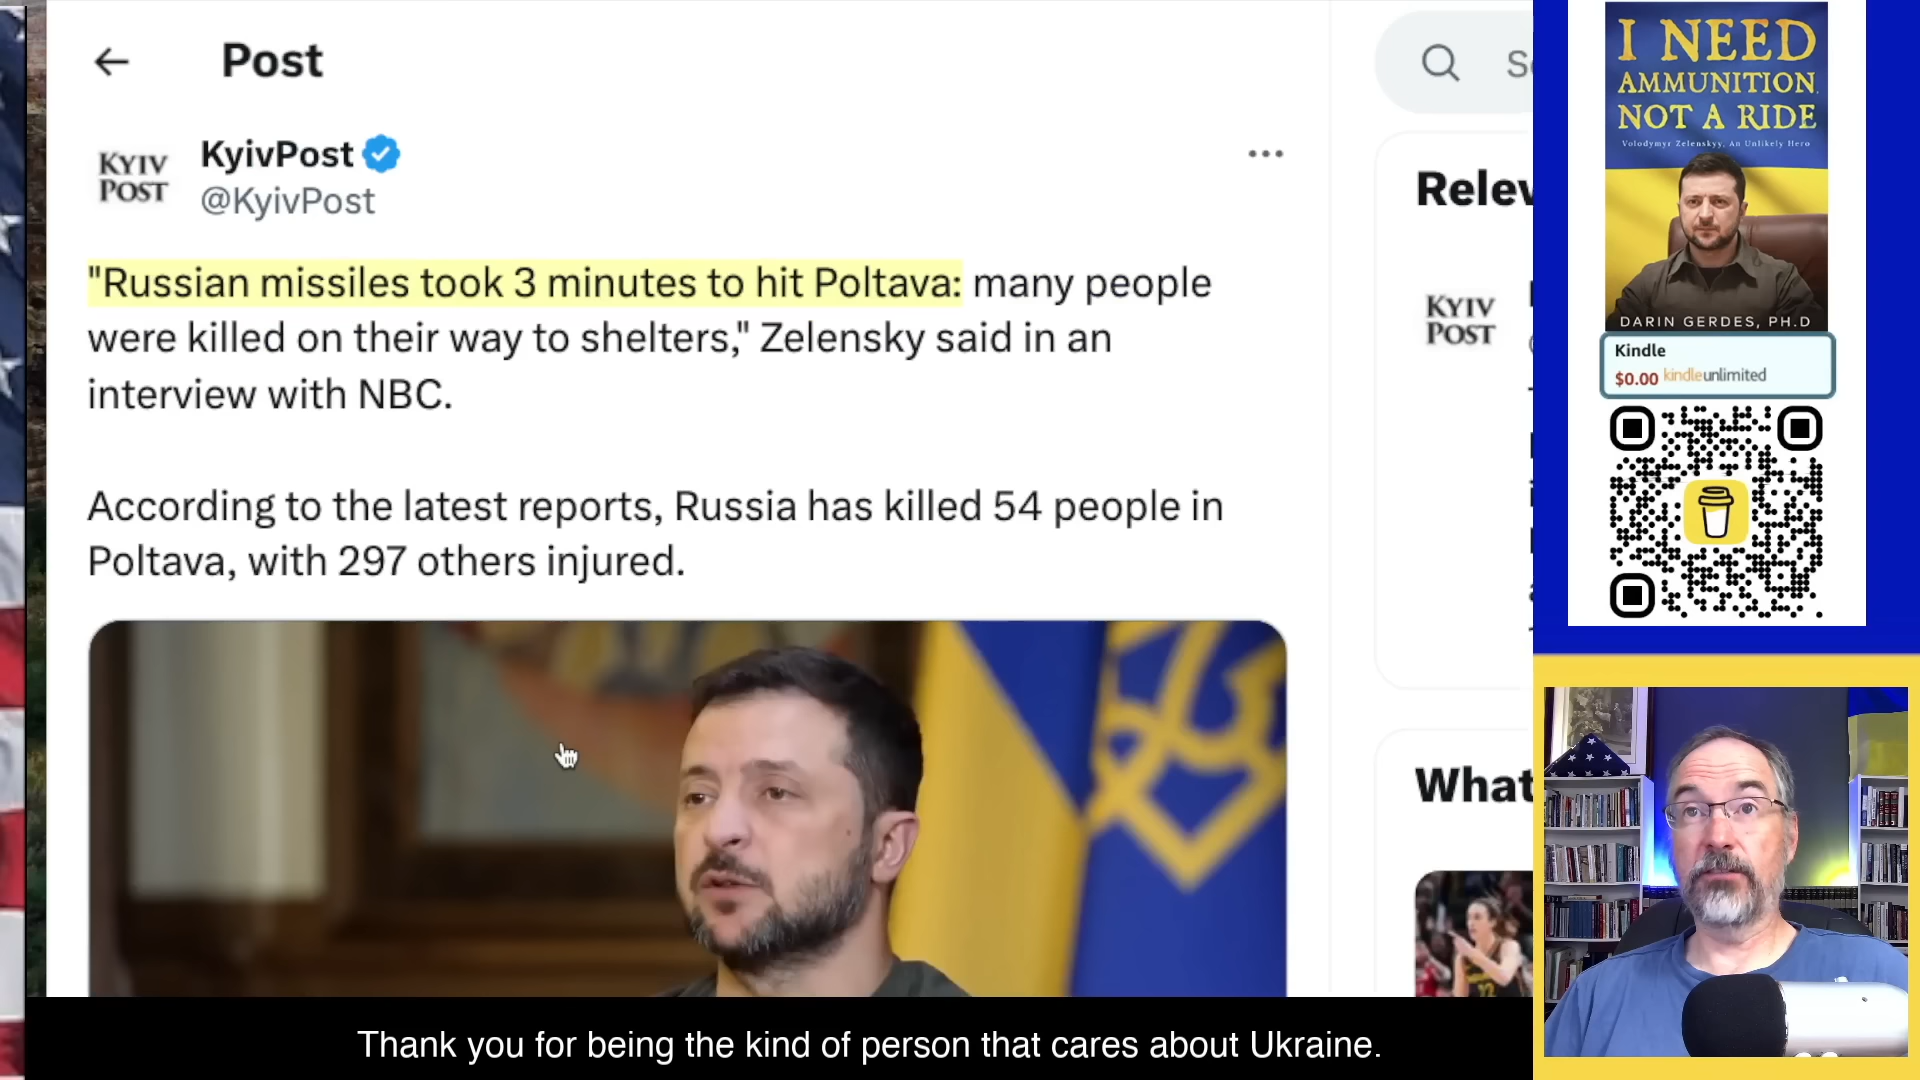 Post
KYIV
POST
KyivPost
@KyivPost
"Russian missiles took 3 minutes to hit Poltava: many people
were killed on their way to shelters," Zelensky said in an
interview with NBC.
According to the latest reports, Russia has killed 54 people in
Poltava, with 297 others injured.
KYIV
POST
What
I NEED
AMMUNITION,
NOT A RIDE
Volodymyr Zelenskyy, An Unlikely Hero
DARIN GERDES, PH.D
Kindle
$0.00 kindleunlimited
Thank you for being the kind of person that cares about Ukraine.